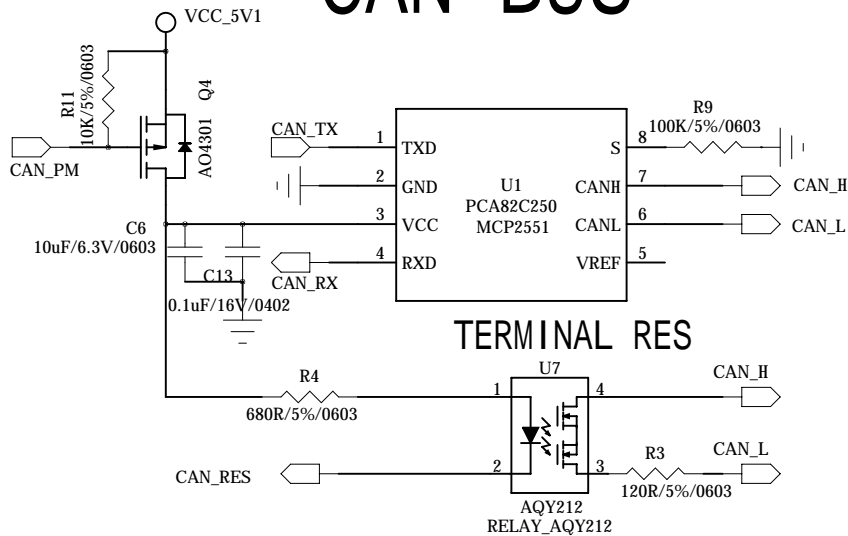 CAN BUS
VCC_5V1
R11
10K/5%/0603
Q4
AO4301
CAN_PM
C6
10uF/6.3V/0603
C13
0.1uF/16V/0402
CAN_TX
1
TXD
2
GND
3
VCC
4
RXD
CAN_RX
U1
PCA82C250
MCP2551
S
8
CANH
7
CANL
6
VREF
5
R9
100K/5%/0603
CAN_H
CAN_L
TERMINAL RES
U7
R4
680R/5%/0603
1
2
4
3
CAN_RES
CAN_H
R3
CAN_L
120R/5%/0603
AQY212
RELAY_AQY212